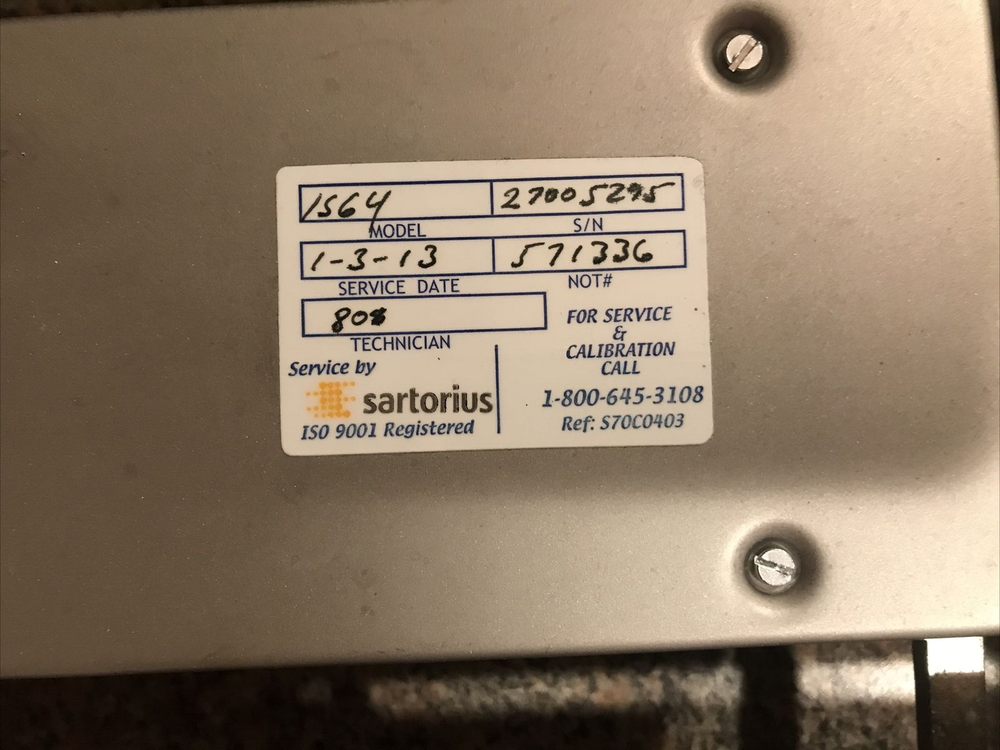 IS64 27005295
MODEL S/N
1-3-13 571336
SERVICE DATE NOT#
808
TECHNICIAN
FOR SERVICE
&
CALIBRATION
CALL
1-800-645-3108
Ref: S70C0403
Service by
sartorius
ISO 9001 Registered